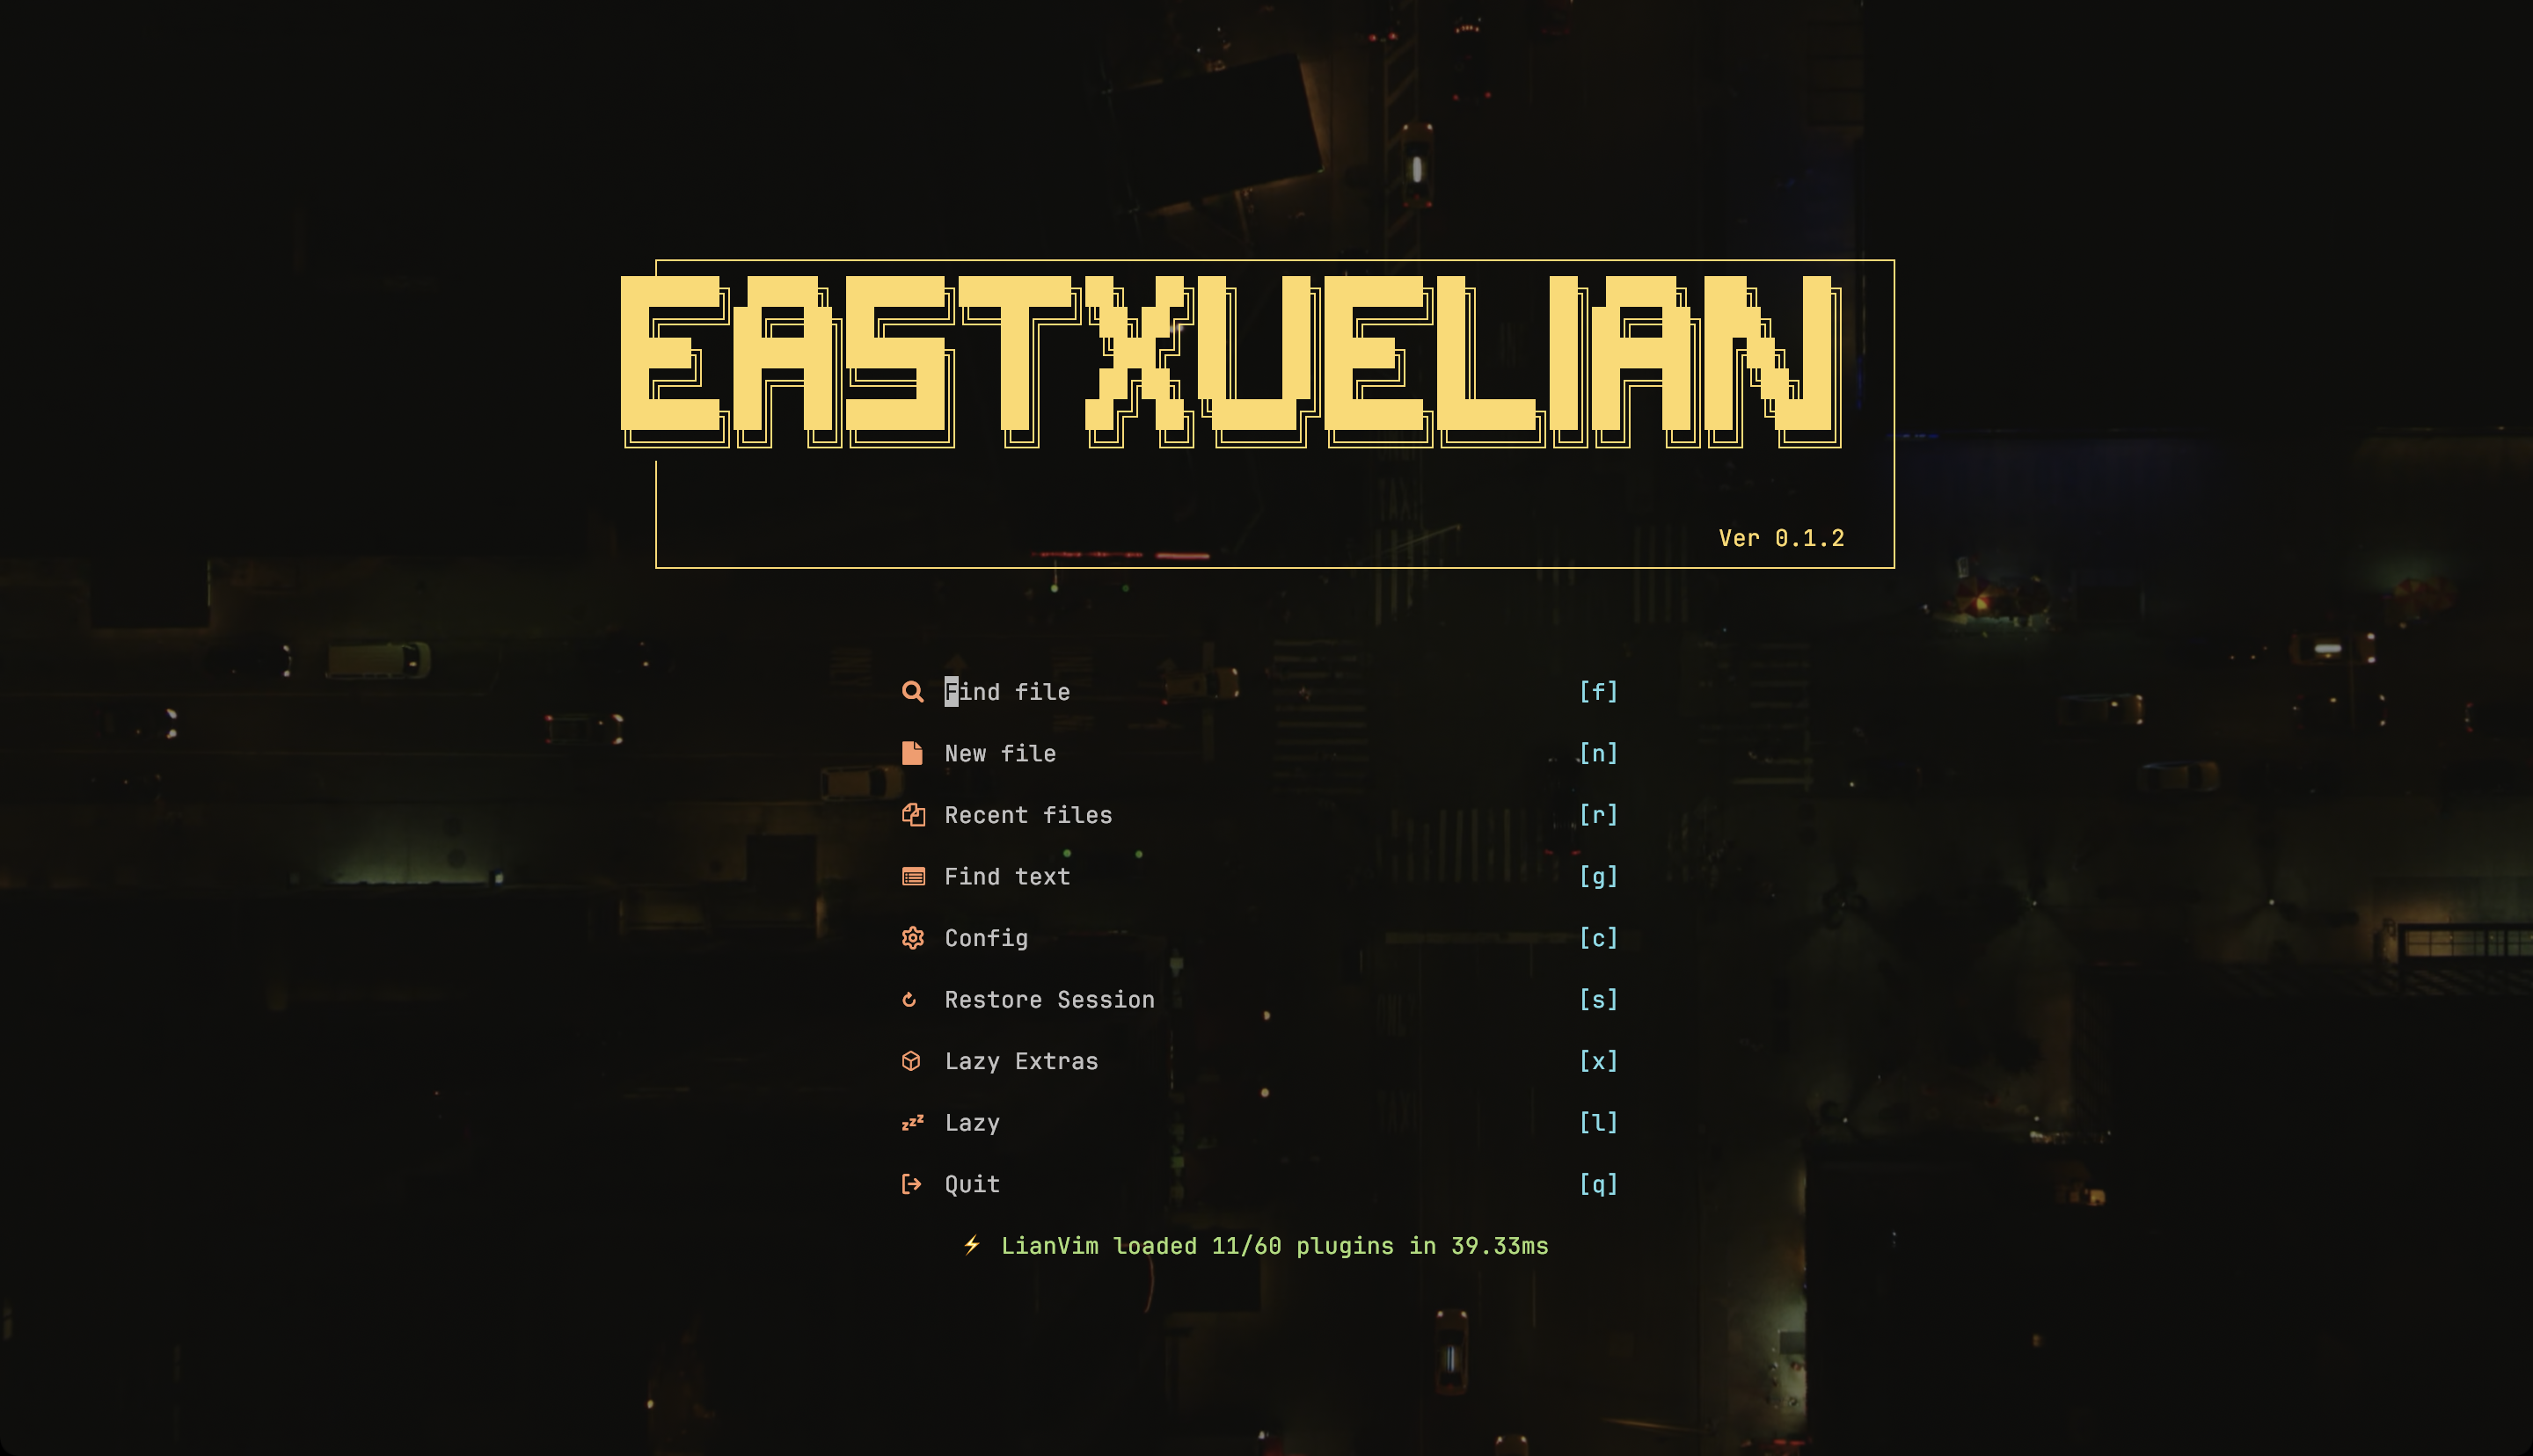 EASTXUELIAN
Ver 0.1.2
Find file [f]
New file [n]
Recent files [r]
Find text [g]
Config [c]
Restore Session [s]
Lazy Extras [x]
zzz Lazy [l]
Quit [q]
⚡ LianVim loaded 11/60 plugins in 39.33ms